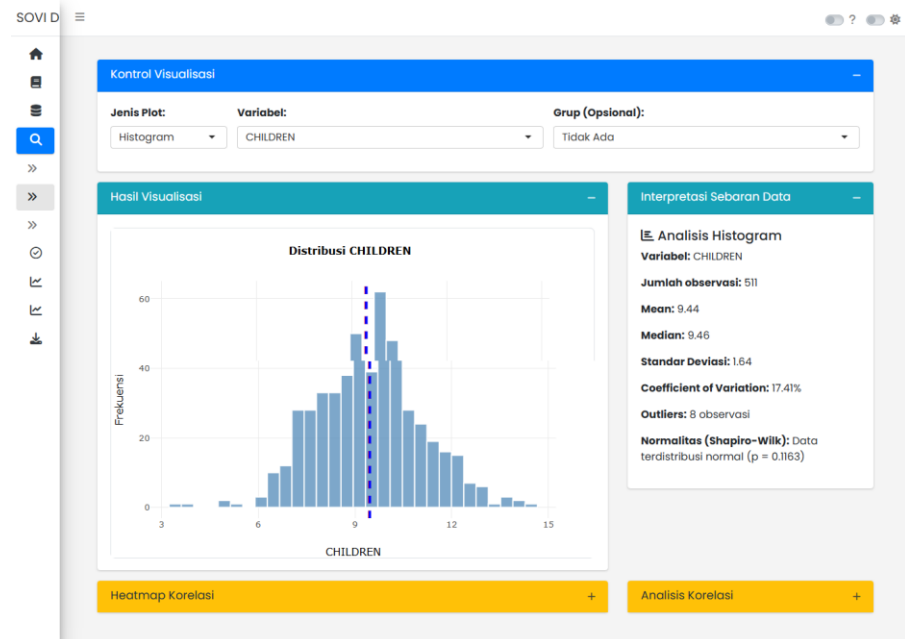 SOVI D
?
Kontrol Visualisasi
Jenis Plot:
Variabel:
Grup (Opsional):
Histogram
CHILDREN
Tidak Ada
Hasil Visualisasi
Distribusi CHILDREN
Frekuensi
60
40
20
0
3
6
9
12
15
CHILDREN
Interpretasi Sebaran Data
Analisis Histogram
Variabel: CHILDREN
Jumlah observasi: 511
Mean: 9.44
Median: 9.46
Standar Deviasi: 1.64
Coefficient of Variation: 17.41%
Outliers: 8 observasi
Normalitas (Shapiro-Wilk): Data
terdistribusi normal (p = 0.1163)
Heatmap Korelasi
Analisis Korelasi